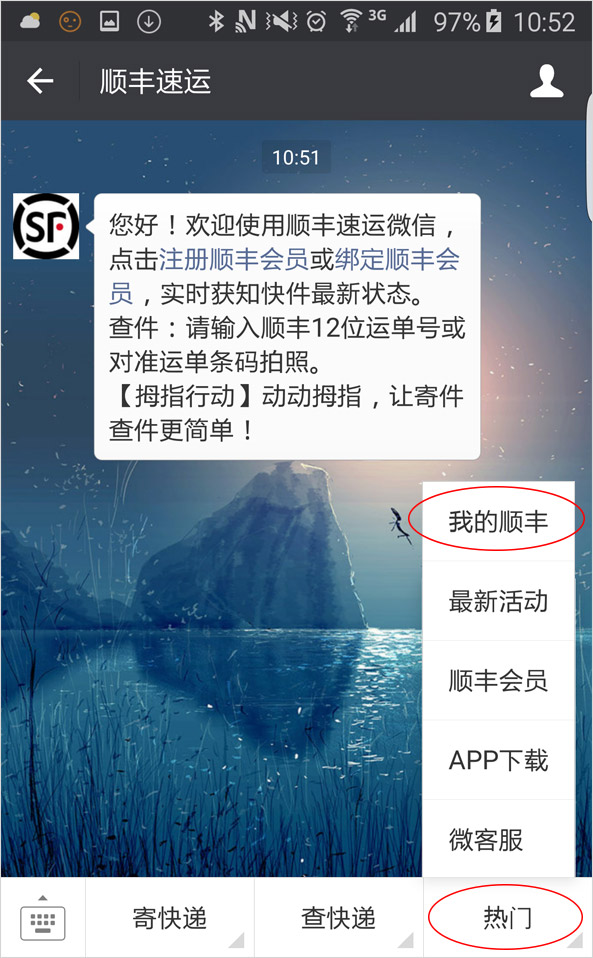 3G 97% 10:52
顺丰速运
10:51
SF
您好！欢迎使用顺丰速运微信，
点击注册顺丰会员或绑定顺丰会
员，实时获知快件最新状态。
查件：请输入顺丰12位运单号或
对准运单条码拍照。
【拇指行动】动动拇指，让寄件
查件更简单！
我的顺丰
最新活动
顺丰会员
APP下载
微客服
寄快递
查快递
热门